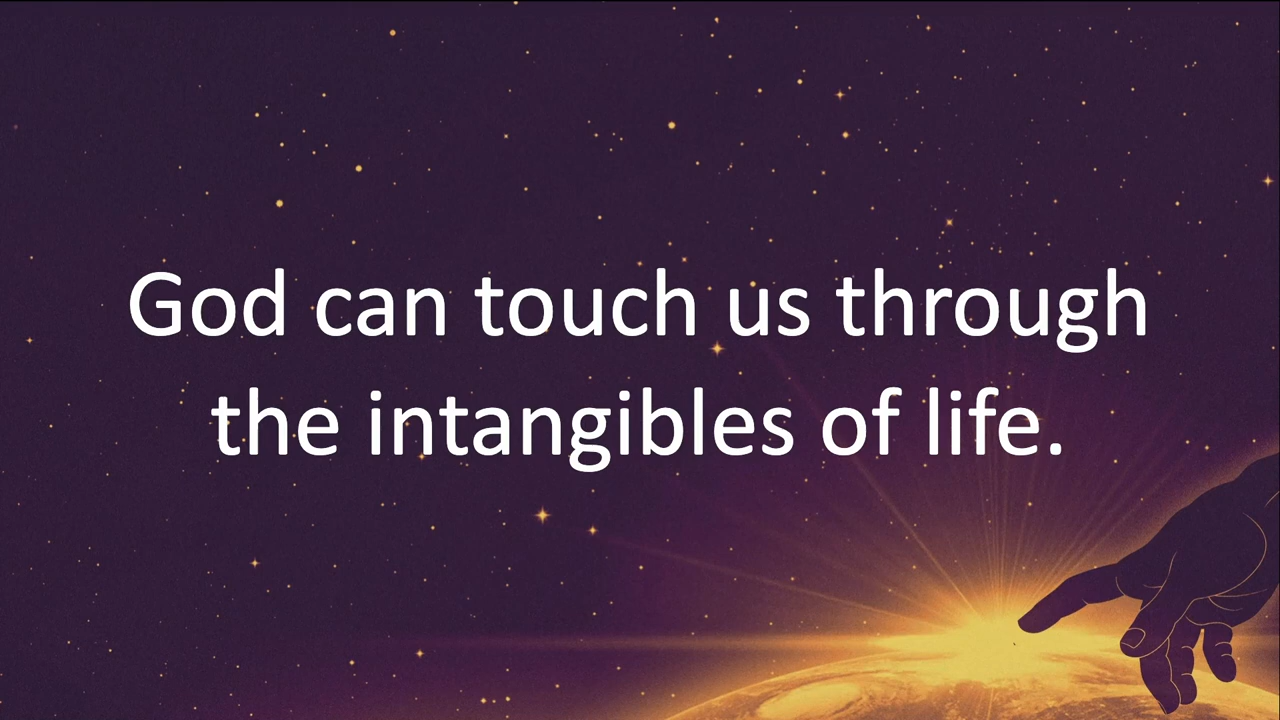 God can touch us through
the intangibles of life.